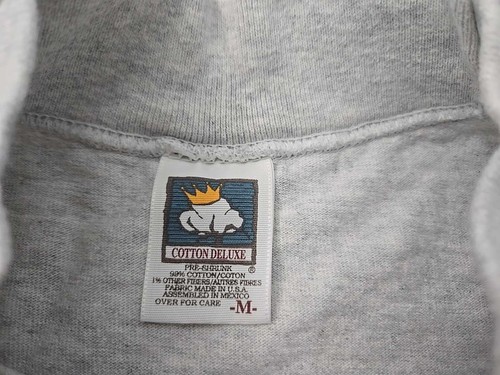 COTTON DELUXE
PRE-SHRUNK ®
99% COTTON/COTON
1% OTHER FIBERS/AUTRES FIBRES
FABRIC MADE IN U.S.A.
ASSEMBLED IN MEXICO
OVER FOR CARE -M-